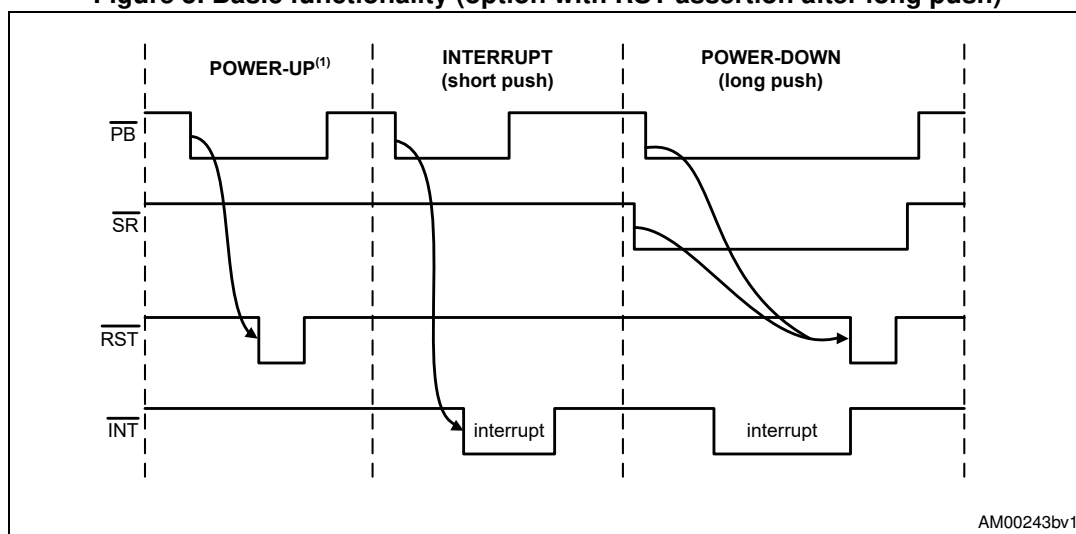 Figure 5. Basic functionality (option with RST assertion after long push)
POWER-UP(1)
INTERRUPT
(short push)
POWER-DOWN
(long push)
PB
SR
RST
INT
interrupt
interrupt
AM00243bv1